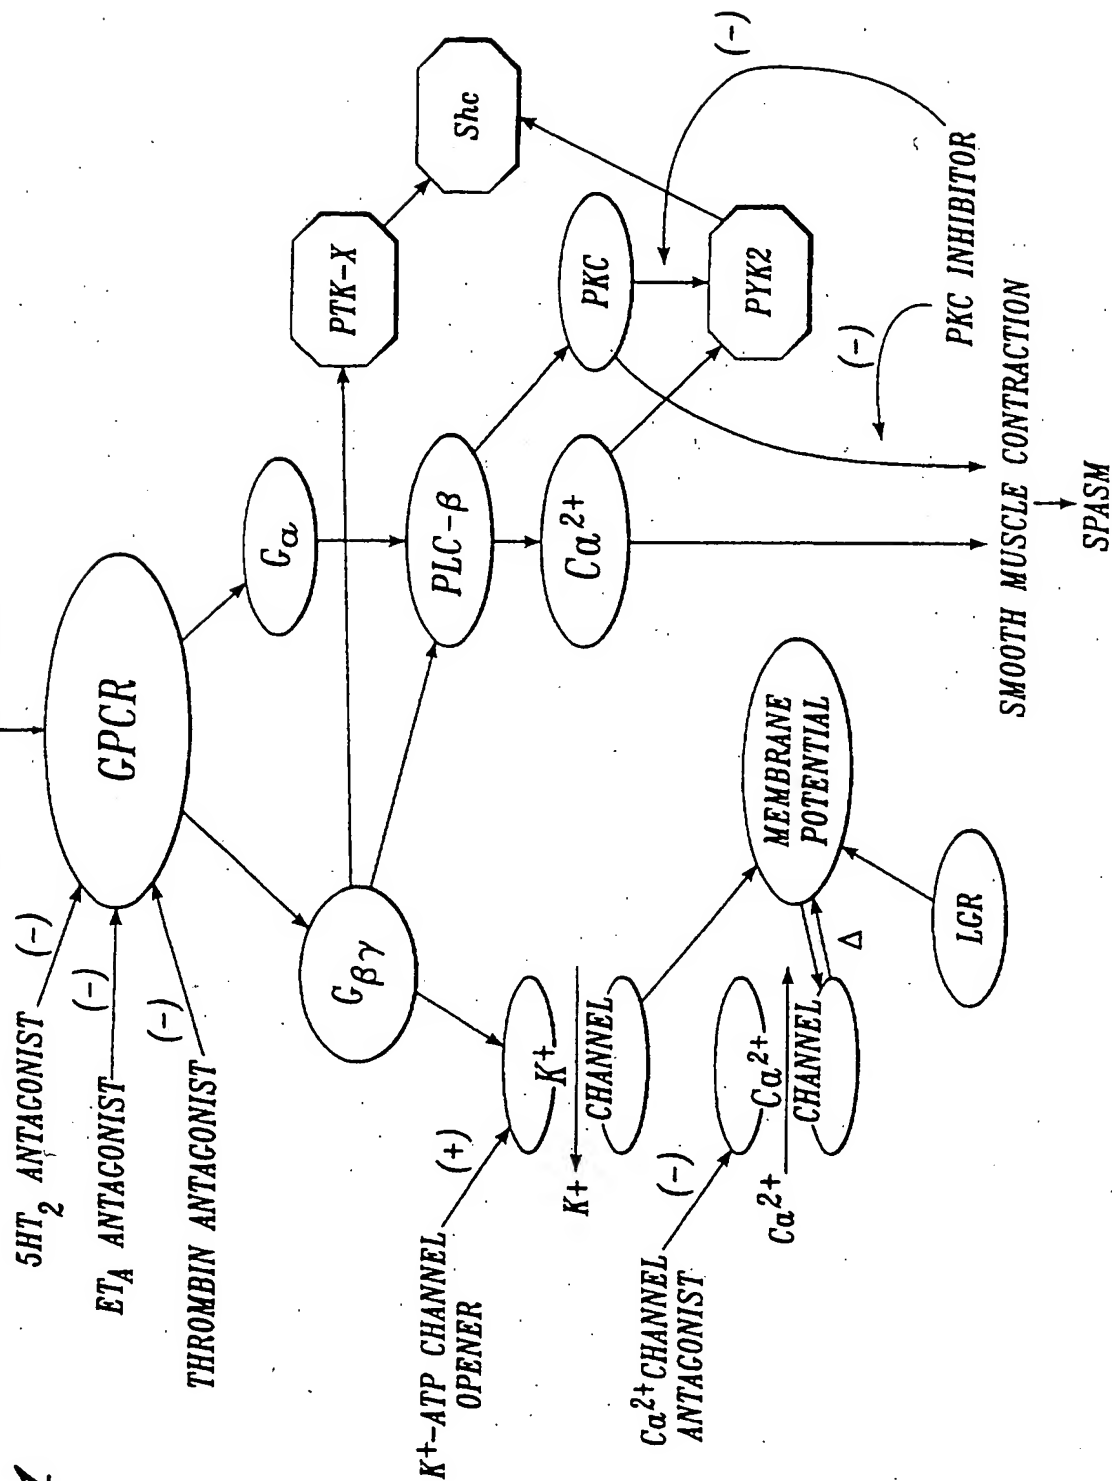 5HT2 ANTAGONIST
(-)
ETA ANTAGONIST
(-)
THROMBIN ANTAGONIST
(-)
GPCR
Gα
Gβγ
PTK-X
Shc
PLC-β
PKC
Ca2+
PYK2
(-)
PKC INHIBITOR
(-)
K+-ATP CHANNEL
OPENER
(+)
K+
K+
CHANNEL
Ca2+CHANNEL
ANTAGONIST
(-)
Ca2+
Ca2+
CHANNEL
Δ
MEMBRANE
POTENTIAL
LGR
SMOOTH MUSCLE CONTRACTION
SPASM